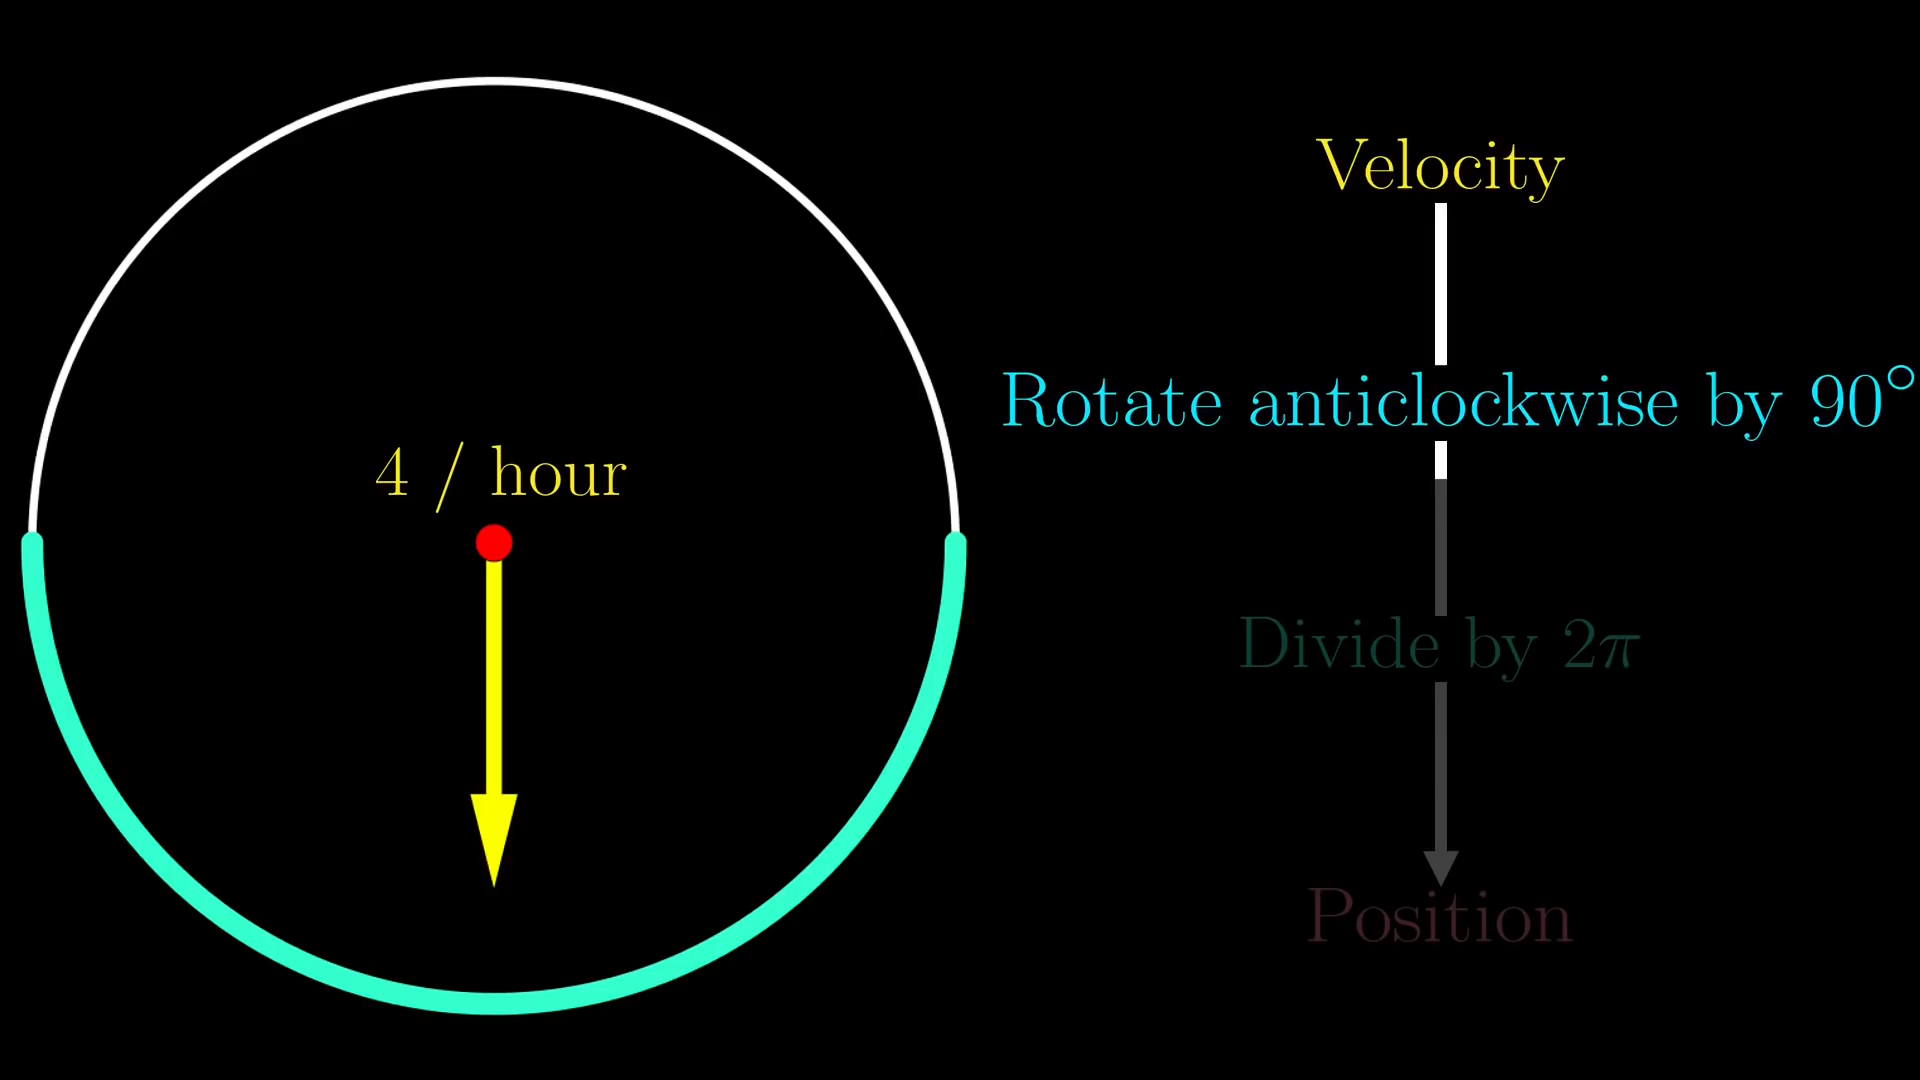 Velocity
Rotate anticlockwise by 90°
4 / hour
Divide by 2π
Position